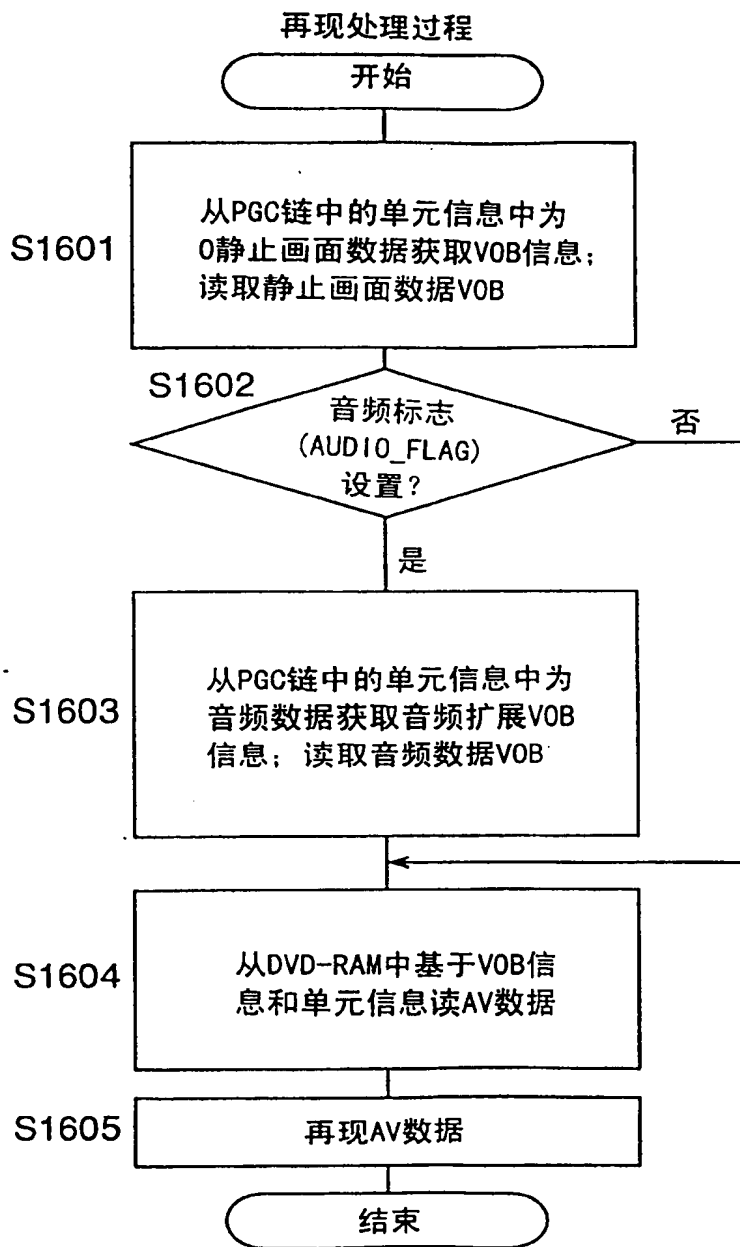 再现处理过程
开始
S1601
从PGC链中的单元信息中为
0静止画面数据获取VOB信息；
读取静止画面数据VOB
S1602
音频标志
(AUDIO_FLAG)
设置？
否
是
S1603
从PGC链中的单元信息中为
音频数据获取音频扩展VOB
信息；读取音频数据VOB
S1604
从DVD-RAM中基于VOB信
息和单元信息读AV数据
S1605
再现AV数据
结束